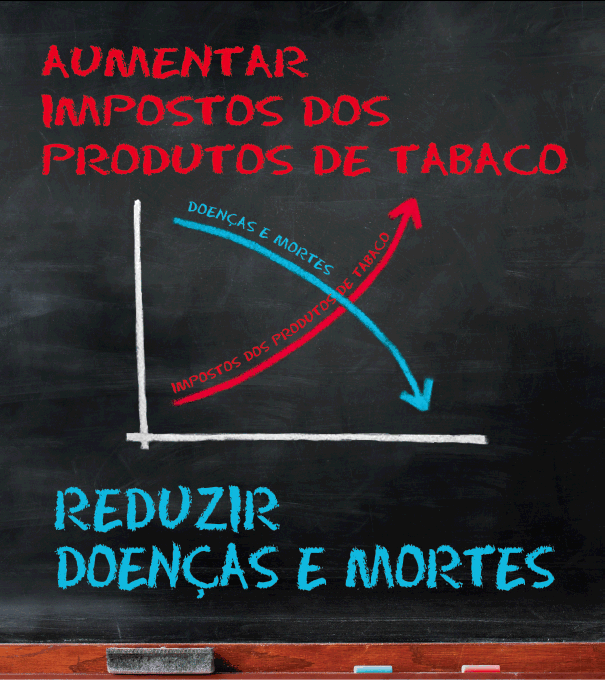 AUMENTAR
IMPOSTOS DOS
PRODUTOS DE TABACO
DOENÇAS E MORTES
IMPOSTOS DOS PRODUTOS DE TABACO
REDUZIR
DOENÇAS E MORTES